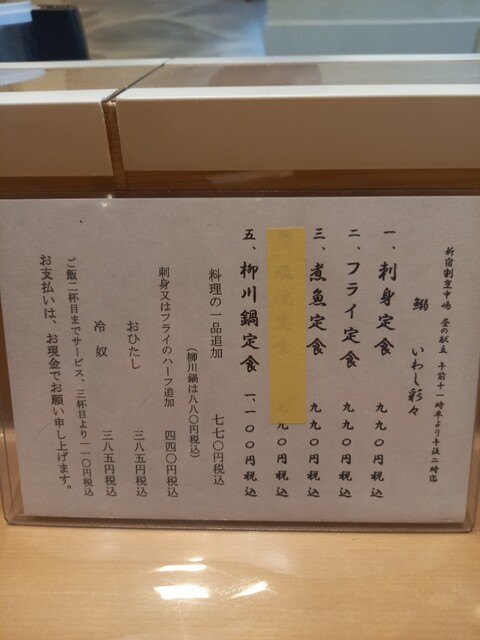 新宿割烹中嶋 昼の献立 午前十一時半より午後二時迄
鰯 いわし彩々
一、刺身定食 九九〇円税込
二、フライ定食 九九〇円税込
三、煮魚定食 九九〇円税込
九九〇円税込
五、柳川鍋定食 一、一〇〇円税込
料理の一品追加 七七〇円税込
（柳川鍋は八八〇円税込）
刺身又はフライのハーフ追加 四四〇円税込
おひたし 三八五円税込
冷奴 三八五円税込
ご飯二杯目までサービス、三杯目より一一〇円税込
お支払いは、お現金でお願い申し上げます。